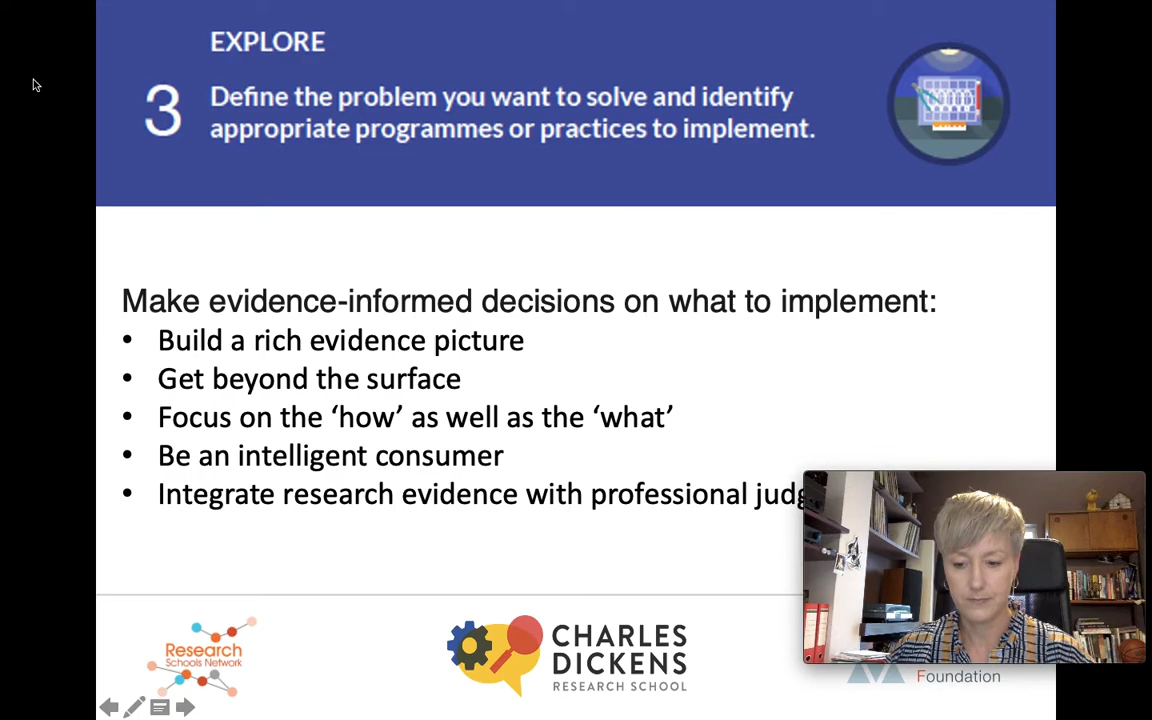 EXPLORE
3
Define the problem you want to solve and identify
appropriate programmes or practices to implement.
Make evidence-informed decisions on what to implement:
• Build a rich evidence picture
• Get beyond the surface
• Focus on the ‘how’ as well as the ‘what’
• Be an intelligent consumer
• Integrate research evidence with professional
Research
Schools Network
CHARLES
DICKENS
RESEARCH SCHOOL
Foundation